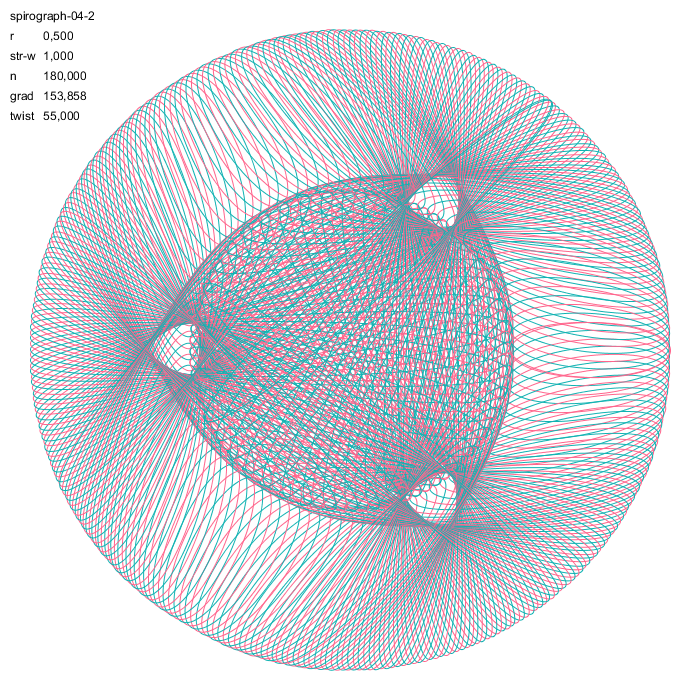 spirograph-04-2
r 0,500
str-w 1,000
n 180,000
grad 153,858
twist 55,000